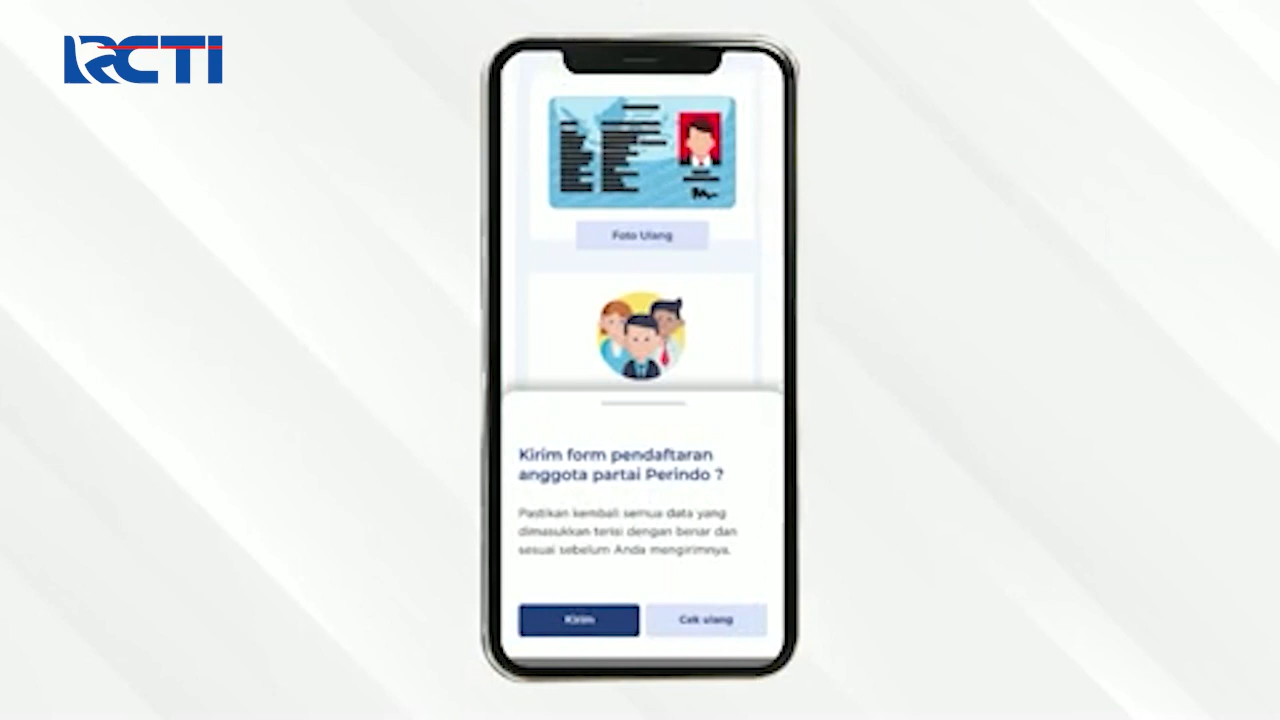 RCTI
Foto Ulang
Kirim form pendaftaran
anggota partai Perindo ?
Pastikan kembali semua data yang
dimasukkan terisi dengan benar dan
sesuai sebelum Anda mengirimnya.
Kirim
Cek ulang